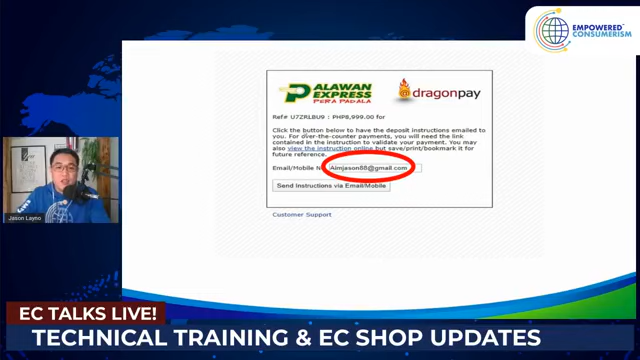 EMPOWERED
CONSUMERISM
PALAWAN
EXPRESS
PERA PADALA
dragonpay
Ref# U7ZRLBU9 : PHP8,999.00 for
Click the button below to have the deposit instructions emailed to
you. For over-the-counter payments, you will need the link
contained in the instruction to validate your payment. You may
also view the instruction online but save/print/bookmark it for
future reference.
Email/Mobile N
Aimjason88@gmail.com
Send Instructions via Email/Mobile
Customer Support
Jason Layno
EC TALKS LIVE!
TECHNICAL TRAINING & EC SHOP UPDATES